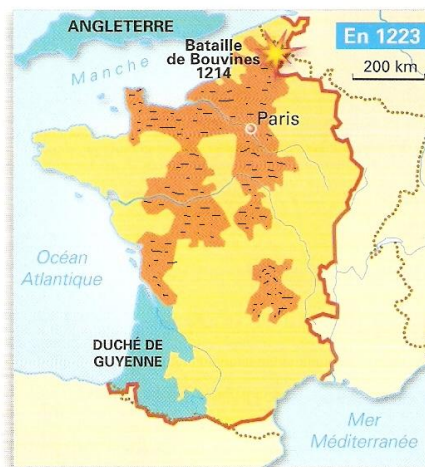 ANGLETERRE
En 1223
Bataille
de Bouvines
1214
200 km
Manche
Paris
Océan
Atlantique
DUCHÉ DE
GUYENNE
Mer
Méditerranée